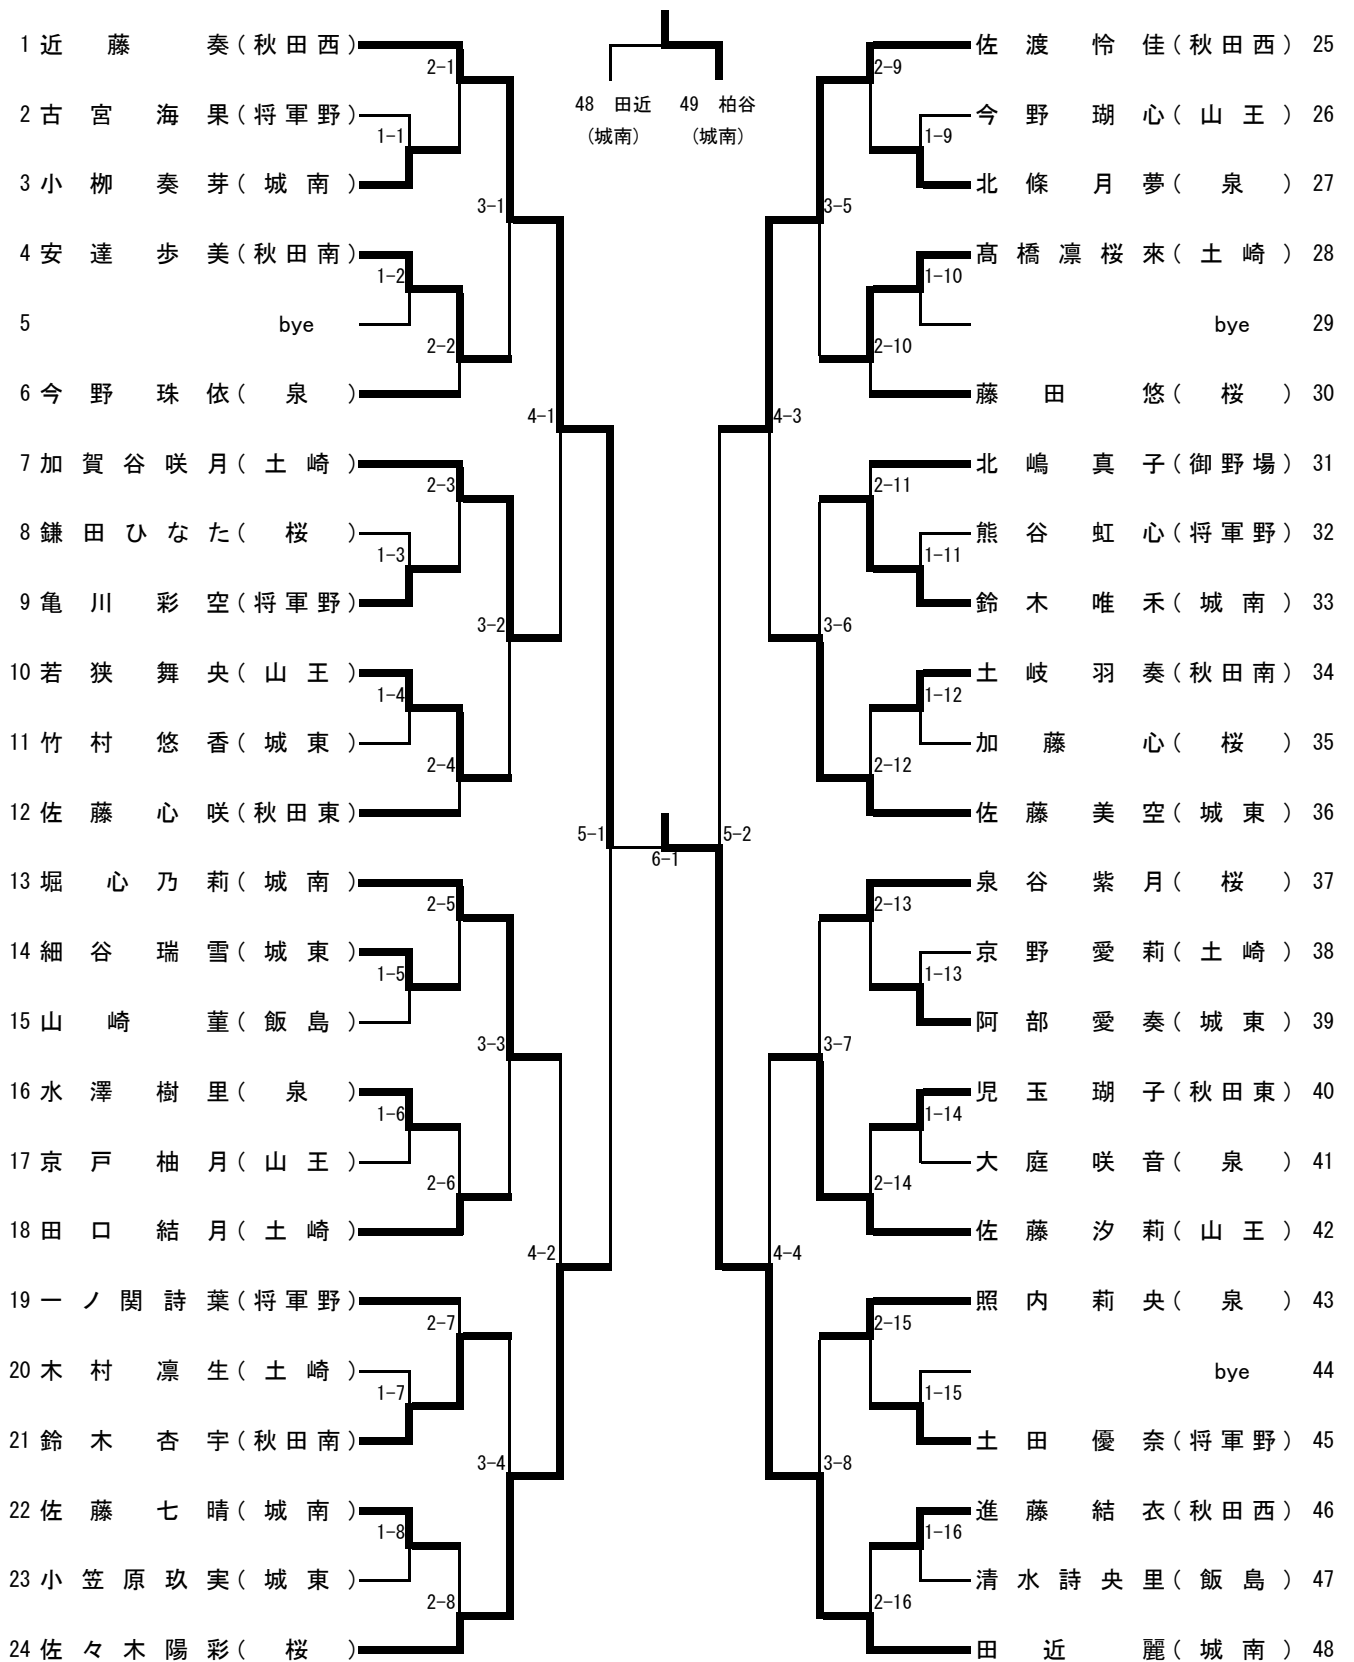 1 近藤 奏(秋田西)
2-1
2 古宮 海果(将軍野)
1-1
3 小栁 奏芽(城南)
3-1
4 安達 歩美(秋田南)
1-2
5 bye
2-2
6 今野 珠依(泉)
4-1
7 加賀谷咲月(土崎)
2-3
8 鎌田ひなた(桜)
1-3
9 亀川 彩空(将軍野)
3-2
10 若狭 舞央(山王)
1-4
11 竹村 悠香(城東)
2-4
12 佐藤 心咲(秋田東)
5-1
13 堀 心乃莉(城南)
2-5
14 細谷 瑞雪(城東)
1-5
15 山崎 菫(飯島)
3-3
16 水澤 樹里(泉)
1-6
17 京戸 柚月(山王)
2-6
18 田口 結月(土崎)
4-2
19 一ノ関詩葉(将軍野)
2-7
20 木村 凛生(土崎)
1-7
21 鈴木 杏宇(秋田南)
3-4
22 佐藤 七晴(城南)
1-8
23 小笠原玖実(城東)
2-8
24 佐々木陽彩(桜)
48 田近 49 柏谷
(城南) (城南)
6-1
佐渡 怜佳(秋田西) 25
2-9
今野 瑚心(山王) 26
1-9
北條 月夢(泉) 27
3-5
髙橋凛桜來(土崎) 28
1-10
bye 29
2-10
藤田 悠(桜) 30
4-3
北嶋 真子(御野場) 31
2-11
熊谷 虹心(将軍野) 32
1-11
鈴木 唯禾(城南) 33
3-6
土岐 羽奏(秋田南) 34
1-12
加藤 心(桜) 35
2-12
佐藤 美空(城東) 36
5-2
泉谷 紫月(桜) 37
2-13
京野 愛莉(土崎) 38
1-13
阿部 愛奏(城東) 39
3-7
児玉 瑚子(秋田東) 40
1-14
大庭 咲音(泉) 41
2-14
佐藤 汐莉(山王) 42
4-4
照内 莉央(泉) 43
2-15
bye 44
1-15
土田 優奈(将軍野) 45
3-8
進藤 結衣(秋田西) 46
1-16
清水詩央里(飯島) 47
2-16
田近 麗(城南) 48